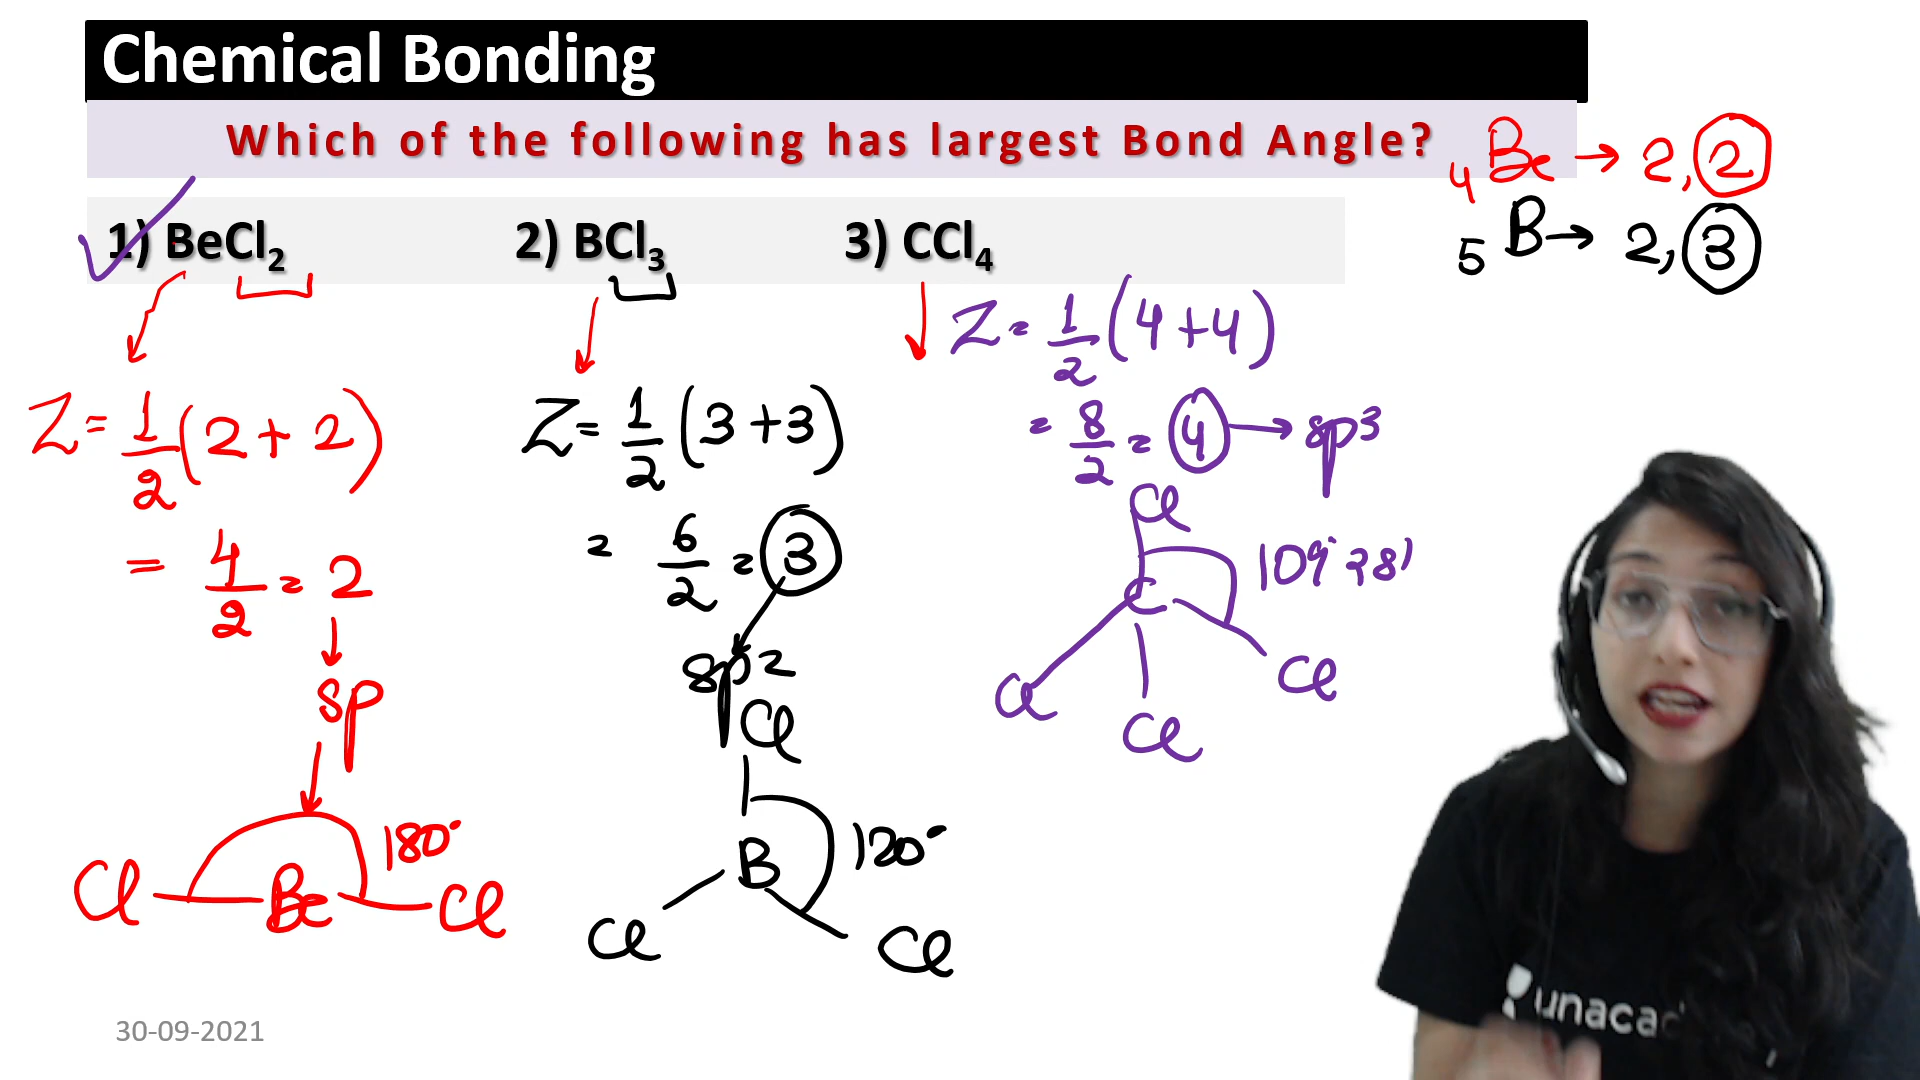 Chemical Bonding
Which of the following has largest Bond Angle?
4Be → 2, 2
5B → 2, 3
1) BeCl2 2) BCl3 3) CCl4
Z = 1/2 (2 + 2)
= 4/2 = 2
sp
180°
Cl Be Cl
Z = 1/2 (3 + 3)
= 6/2 = 3
sp2
Cl
B 120°
Cl Cl
Z = 1/2 (4 + 4)
= 8/2 = 4 → sp3
Cl
C 109° 28'
Cl Cl
Cl
30-09-2021